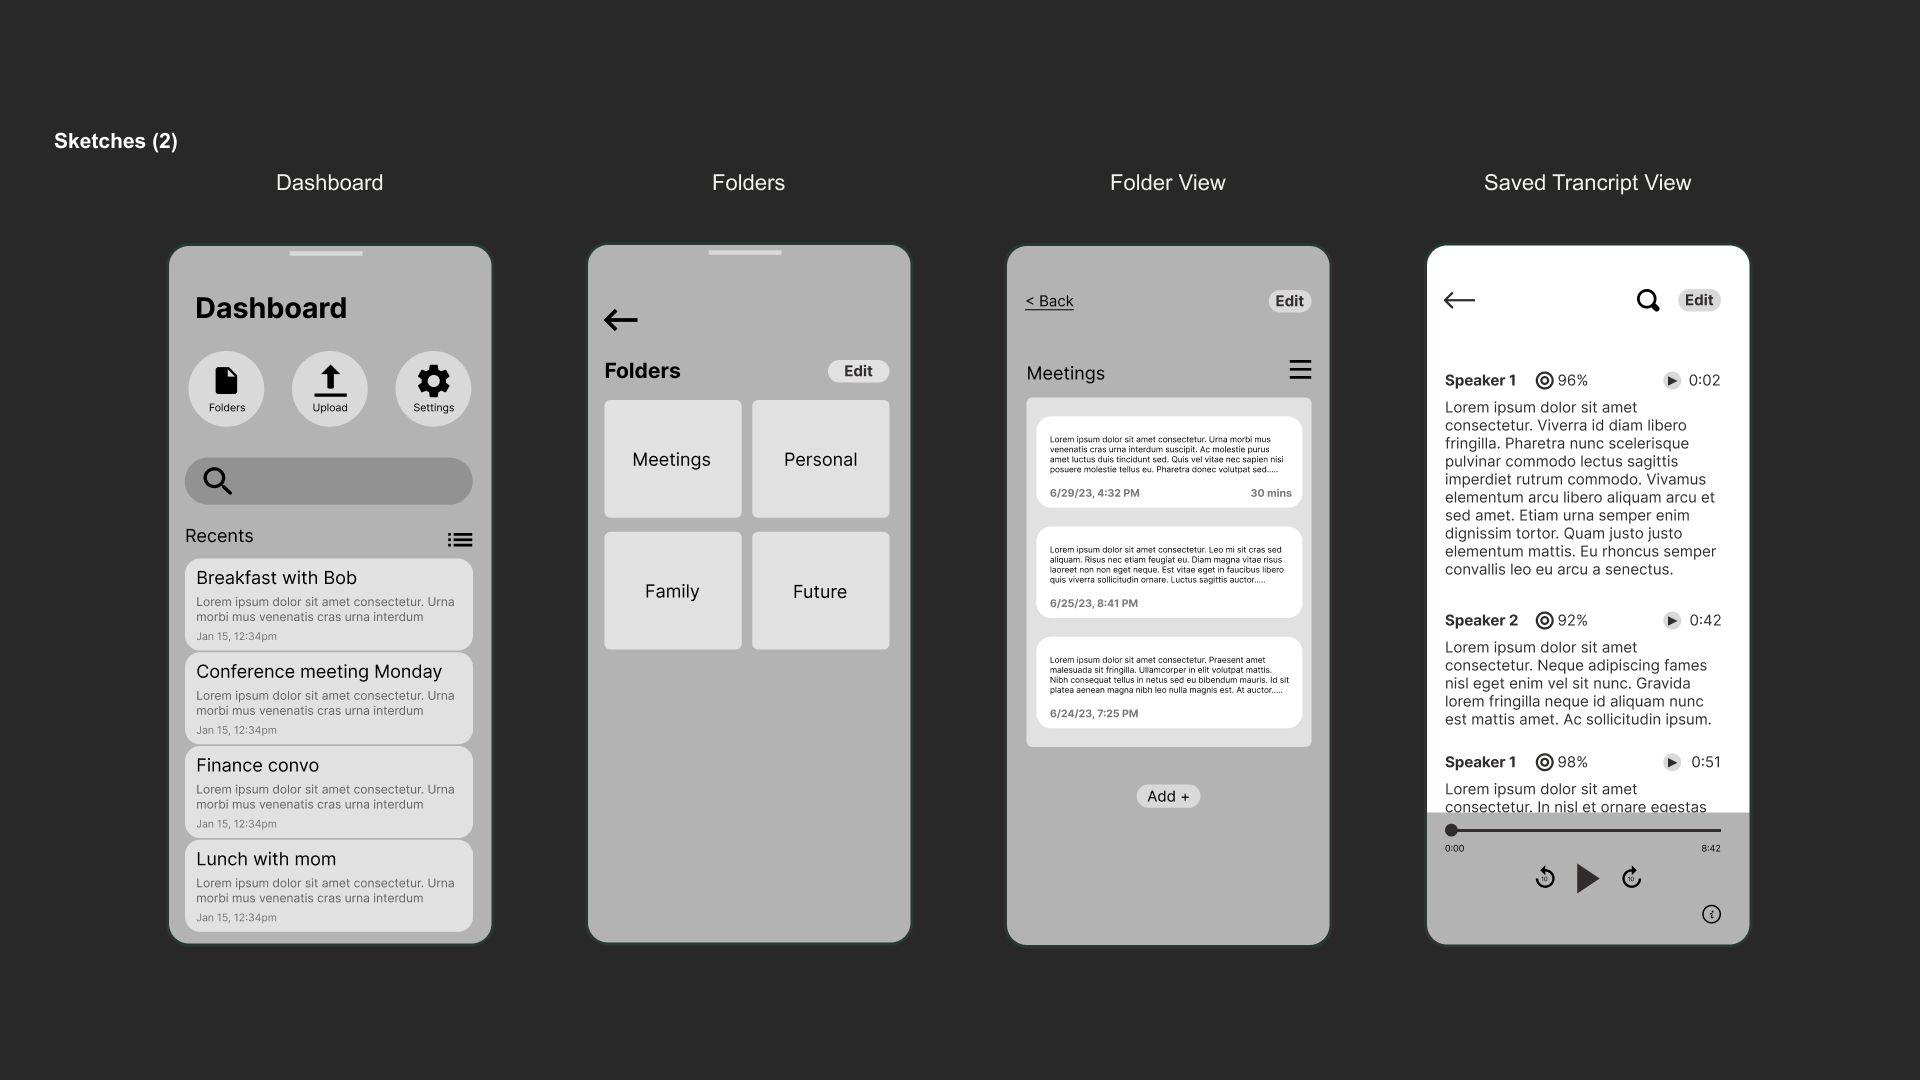 Sketches (2)
Dashboard
Folders
Folder View
Saved Trancript View
Dashboard
Folders
Upload
Settings
Recents
Breakfast with Bob
Lorem ipsum dolor sit amet consectetur. Urna
morbi mus venenatis cras urna interdum
Jan 15, 12:34pm
Conference meeting Monday
Lorem ipsum dolor sit amet consectetur. Urna
morbi mus venenatis cras urna interdum
Jan 15, 12:34pm
Finance convo
Lorem ipsum dolor sit amet consectetur. Urna
morbi mus venenatis cras urna interdum
Jan 15, 12:34pm
Lunch with mom
Lorem ipsum dolor sit amet consectetur. Urna
morbi mus venenatis cras urna interdum
Jan 15, 12:34pm
Folders
Edit
Meetings
Personal
Family
Future
< Back
Edit
Meetings
Lorem ipsum dolor sit amet consectetur. Urna morbi mus
venenatis cras urna interdum suscipit. Ac molestie purus
amet luctus duis tincidunt sed. Quis vel vitae nec sapien nisi
posuere molestie tellus eu. Pharetra donec volutpat sed.....
6/29/23, 4:32 PM
30 mins
Lorem ipsum dolor sit amet consectetur. Leo mi sit cras sed
aliquam. Risus nec etiam feugiat eu. Diam magna vitae risus
laoreet non non eget neque. Est vitae eget in faucibus libero
quis viverra sollicitudin ornare. Luctus sagittis auctor.....
6/25/23, 8:41 PM
Lorem ipsum dolor sit amet consectetur. Praesent amet
malesuada sit fringilla. Ullamcorper in elit volutpat mattis.
Nibh consequat tellus in netus sed eu bibendum mauris. Id sit
platea aenean magna nibh leo nulla magnis est. At auctor.....
6/24/23, 7:25 PM
Add +
Edit
Speaker 1
96%
0:02
Lorem ipsum dolor sit amet
consectetur. Viverra id diam libero
fringilla. Pharetra nunc scelerisque
pulvinar commodo lectus sagittis
imperdiet rutrum commodo. Vivamus
elementum arcu libero aliquam arcu et
sed amet. Etiam urna semper enim
dignissim tortor. Quam justo justo
elementum mattis. Eu rhoncus semper
convallis leo eu arcu a senectus.
Speaker 2
92%
0:42
Lorem ipsum dolor sit amet
consectetur. Neque adipiscing fames
nisl eget enim vel sit nunc. Gravida
lorem fringilla neque id aliquam nunc
est mattis amet. Ac sollicitudin ipsum.
Speaker 1
98%
0:51
Lorem ipsum dolor sit amet
consectetur. In nisl et ornare egestas
0:00
8:42
10
10
i